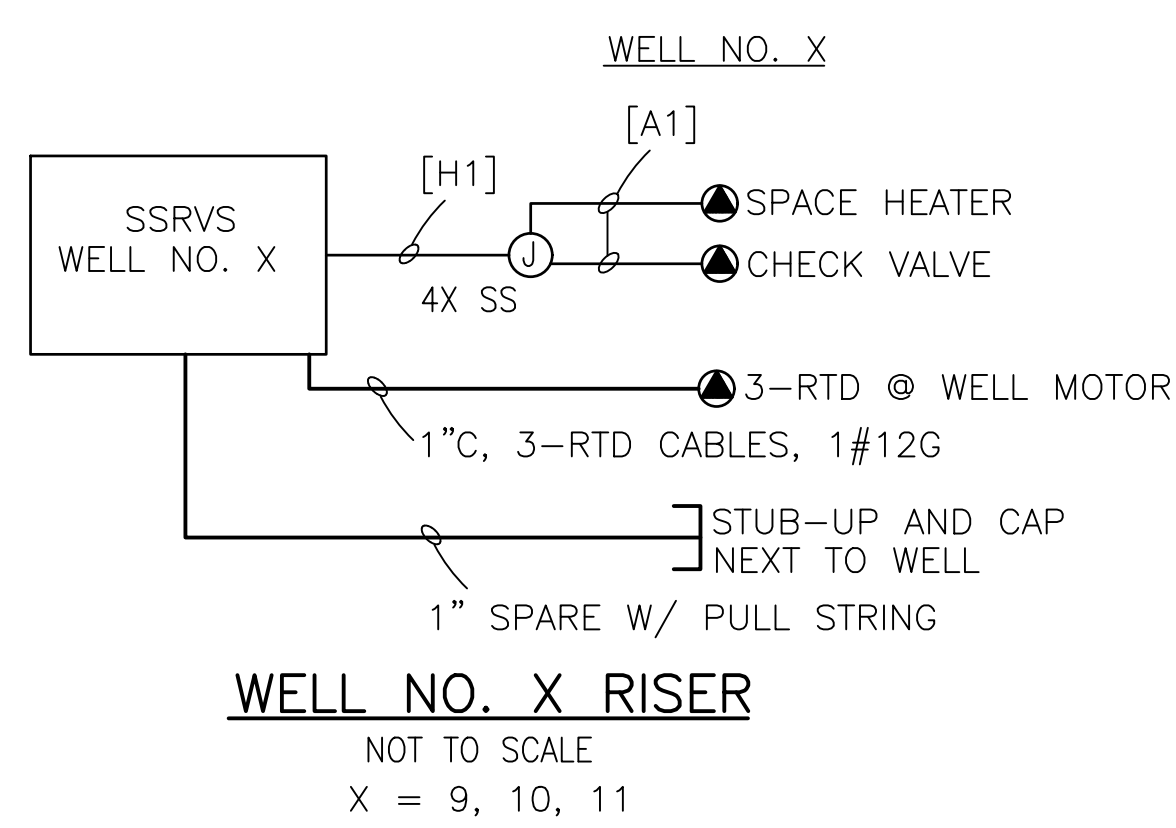 WELL NO. X
[A1]
[H1]
SSRVS
WELL NO. X
J
SPACE HEATER
CHECK VALVE
4X SS
3-RTD @ WELL MOTOR
1"C, 3-RTD CABLES, 1#12G
STUB-UP AND CAP
NEXT TO WELL
1" SPARE W/ PULL STRING
WELL NO. X RISER
NOT TO SCALE
X = 9, 10, 11